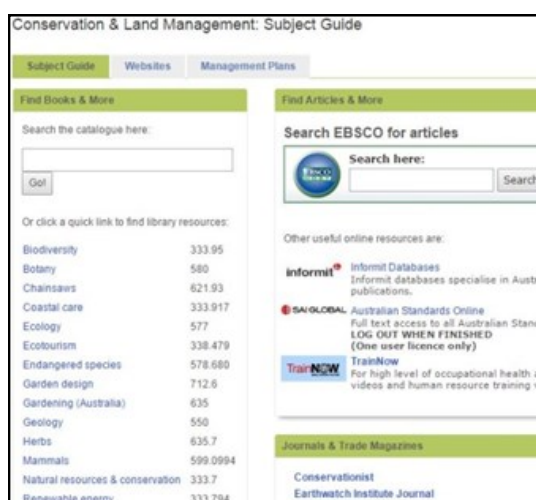 Conservation & Land Management: Subject Guide
Subject Guide
Websites
Management Plans
Find Books & More
Search the catalogue here:
Go!
Or click a quick link to find library resources:
Biodiversity 333.95
Botany 580
Chainsaws 621.93
Coastal care 333.917
Ecology 577
Ecotourism 338.479
Endangered species 578.680
Garden design 712.6
Gardening (Australia) 635
Geology 550
Herbs 635.7
Mammals 599.0994
Natural resources & conservation 333.7
Renewable energy 333.794
Find Articles & More
Search EBSCO for articles
EBSCO
Search here:
Search
Other useful online resources are:
informit
Informit Databases
Informit databases specialise in Aust
publications.
SAI GLOBAL
Australian Standards Online
Full text access to all Australian Stan
LOG OUT WHEN FINISHED
(One user licence only)
TrainNOW
TrainNow
For high level of occupational health a
videos and human resource training v
Journals & Trade Magazines
Conservationist
Earthwatch Institute Journal